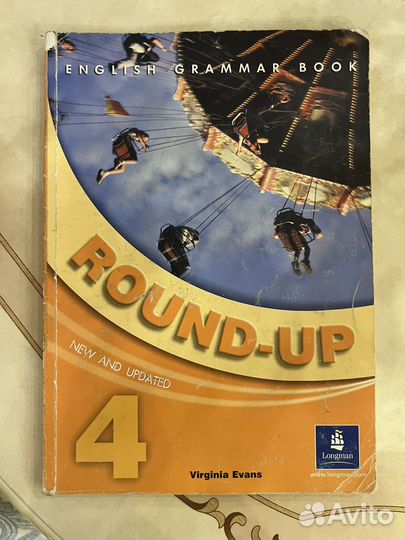 ENGLISH GRAMMAR BOOK
ROUND-UP
NEW AND UPDATED
4
Virginia Evans
Longman
www.longman.com
Avito